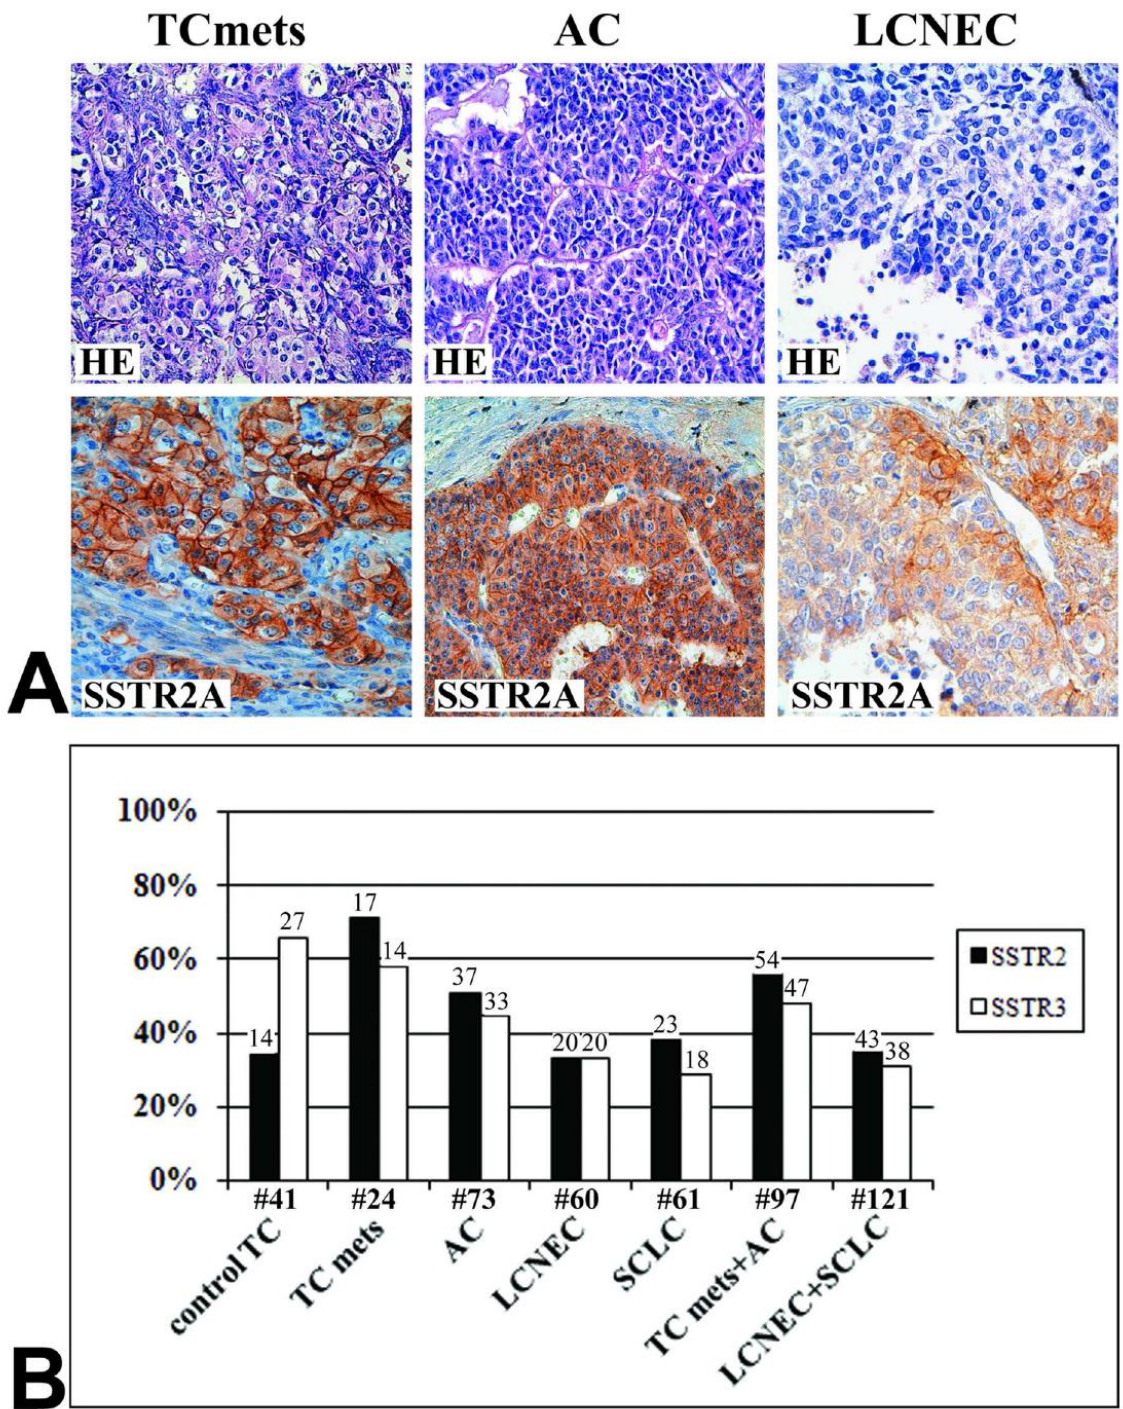 TCmets AC LCNEC
HE HE HE
SSTR2A SSTR2A SSTR2A
A
100%
80%
60%
40%
20%
0%
14 27 17 14 37 33 20 20 23 18 54 47 43 38
SSTR2
SSTR3
#41 #24 #73 #60 #61 #97 #121
control TC
TC mets
AC
LCNEC
SCLC
TC mets+AC
LCNEC+SCLC
B